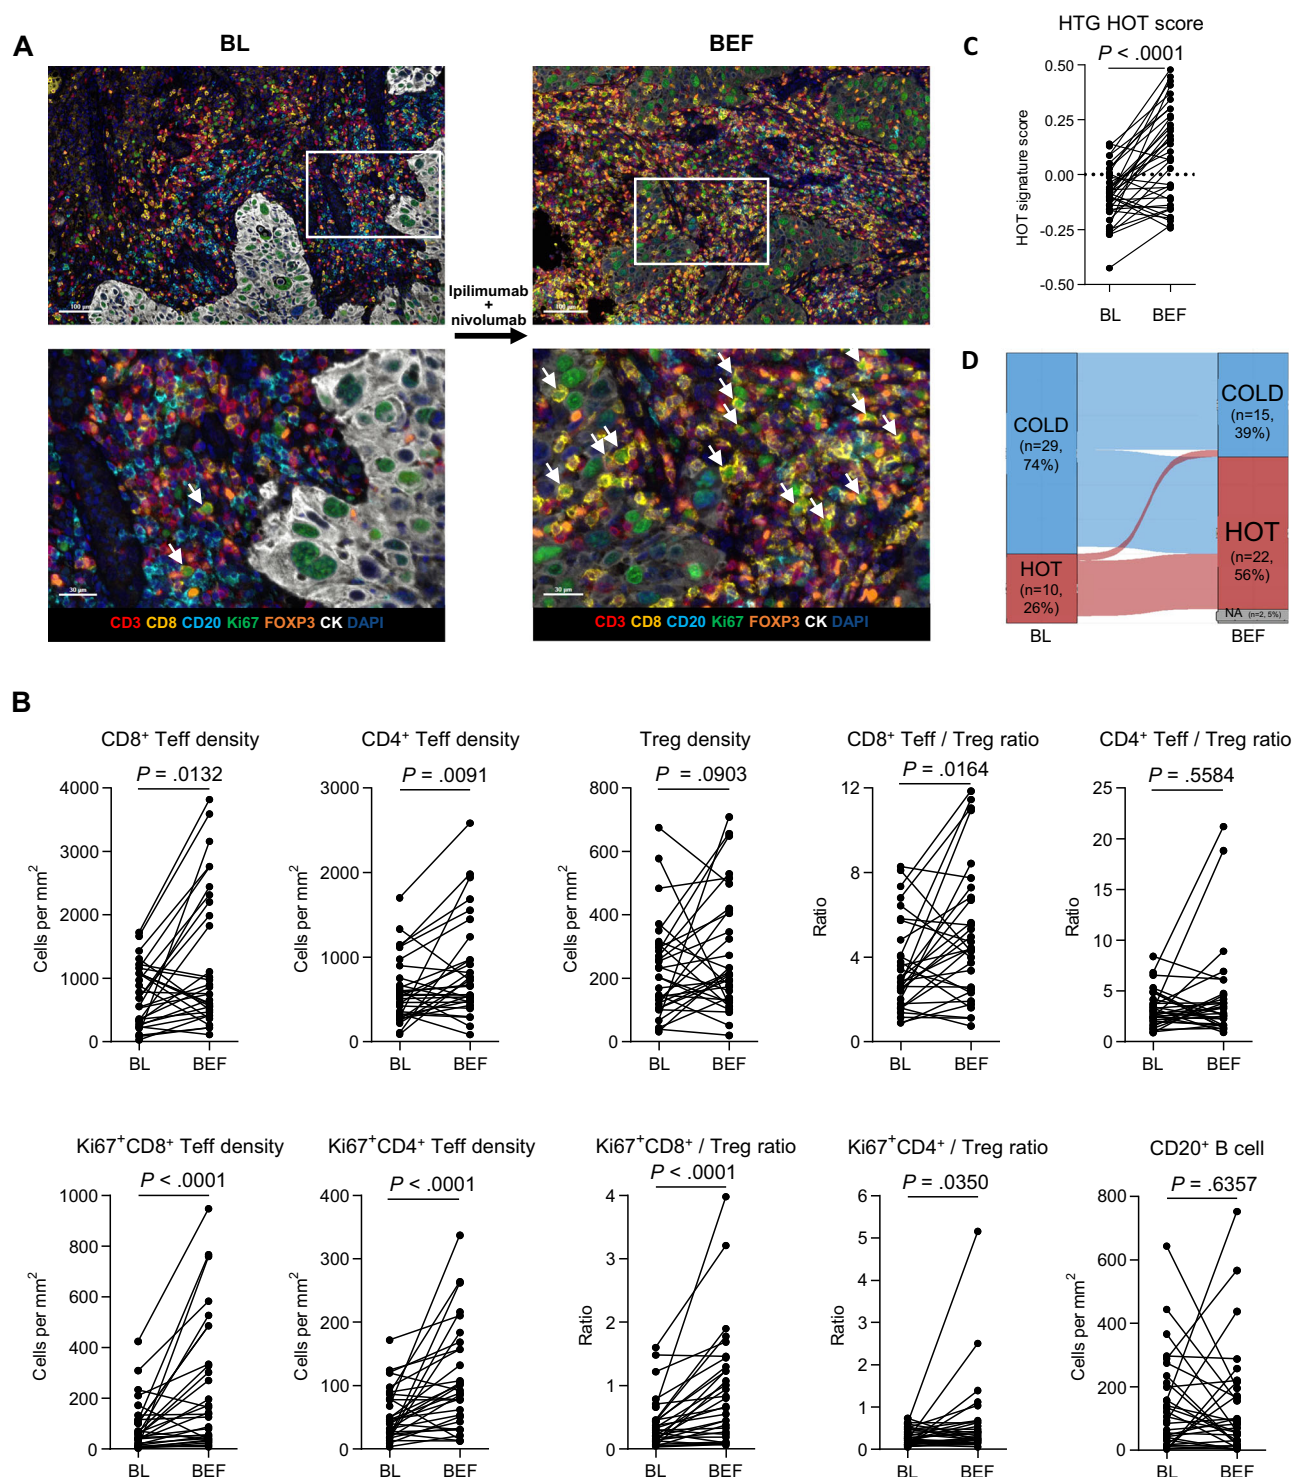 A
BL
BEF
100 µm
100 µm
Ipilimumab
+
nivolumab
30 µm
30 µm
CD3 CD8 CD20 Ki67 FOXP3 CK DAPI
CD3 CD8 CD20 Ki67 FOXP3 CK DAPI
C
HTG HOT score
P < .0001
HOT signature score
0.50
0.25
0.00
-0.25
-0.50
BL
BEF
D
COLD
(n=29,
74%)
HOT
(n=10,
26%)
COLD
(n=15,
39%)
HOT
(n=22,
56%)
NA (n=2, 5%)
BL
BEF
B
CD8+ Teff density
P = .0132
Cells per mm2
4000
3000
2000
1000
0
BL
BEF
CD4+ Teff density
P = .0091
Cells per mm2
3000
2000
1000
0
BL
BEF
Treg density
P = .0903
Cells per mm2
800
600
400
200
0
BL
BEF
CD8+ Teff / Treg ratio
P = .0164
Ratio
12
8
4
0
BL
BEF
CD4+ Teff / Treg ratio
P = .5584
Ratio
25
20
15
10
5
0
BL
BEF
Ki67+CD8+ Teff density
P < .0001
Cells per mm2
1000
800
600
400
200
0
BL
BEF
Ki67+CD4+ Teff density
P < .0001
Cells per mm2
400
300
200
100
0
BL
BEF
Ki67+CD8+ / Treg ratio
P < .0001
Ratio
4
3
2
1
0
BL
BEF
Ki67+CD4+ / Treg ratio
P = .0350
Ratio
6
5
4
3
2
1
0
BL
BEF
CD20+ B cell
P = .6357
Cells per mm2
800
600
400
200
0
BL
BEF